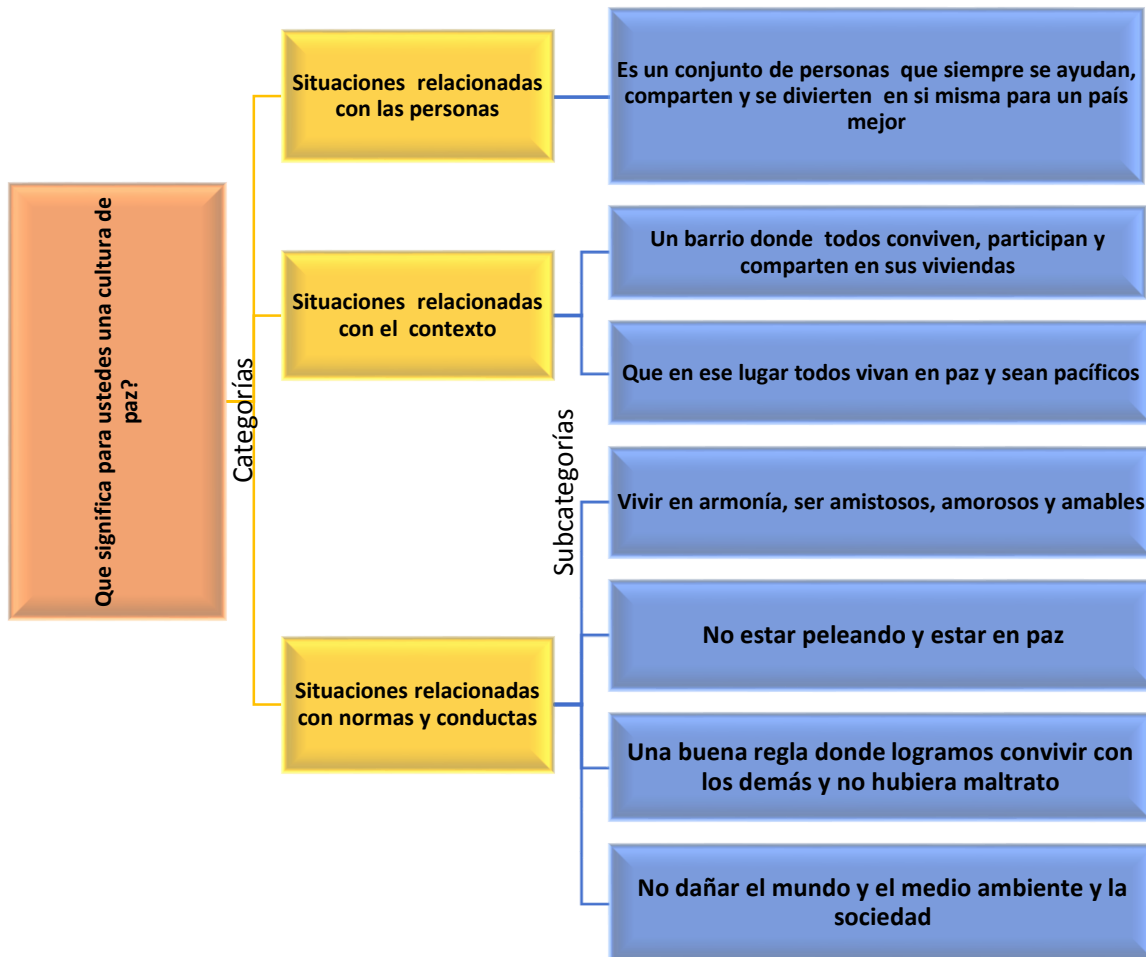 Que significa para ustedes una cultura de
paz?
Categorías
Situaciones relacionadas
con las personas
Es un conjunto de personas que siempre se ayudan,
comparten y se divierten en si misma para un país
mejor
Situaciones relacionadas
con el contexto
Un barrio donde todos conviven, participan y
comparten en sus viviendas
Que en ese lugar todos vivan en paz y sean pacíficos
Subcategorías
Situaciones relacionadas
con normas y conductas
Vivir en armonía, ser amistosos, amorosos y amables
No estar peleando y estar en paz
Una buena regla donde logramos convivir con
los demás y no hubiera maltrato
No dañar el mundo y el medio ambiente y la
sociedad